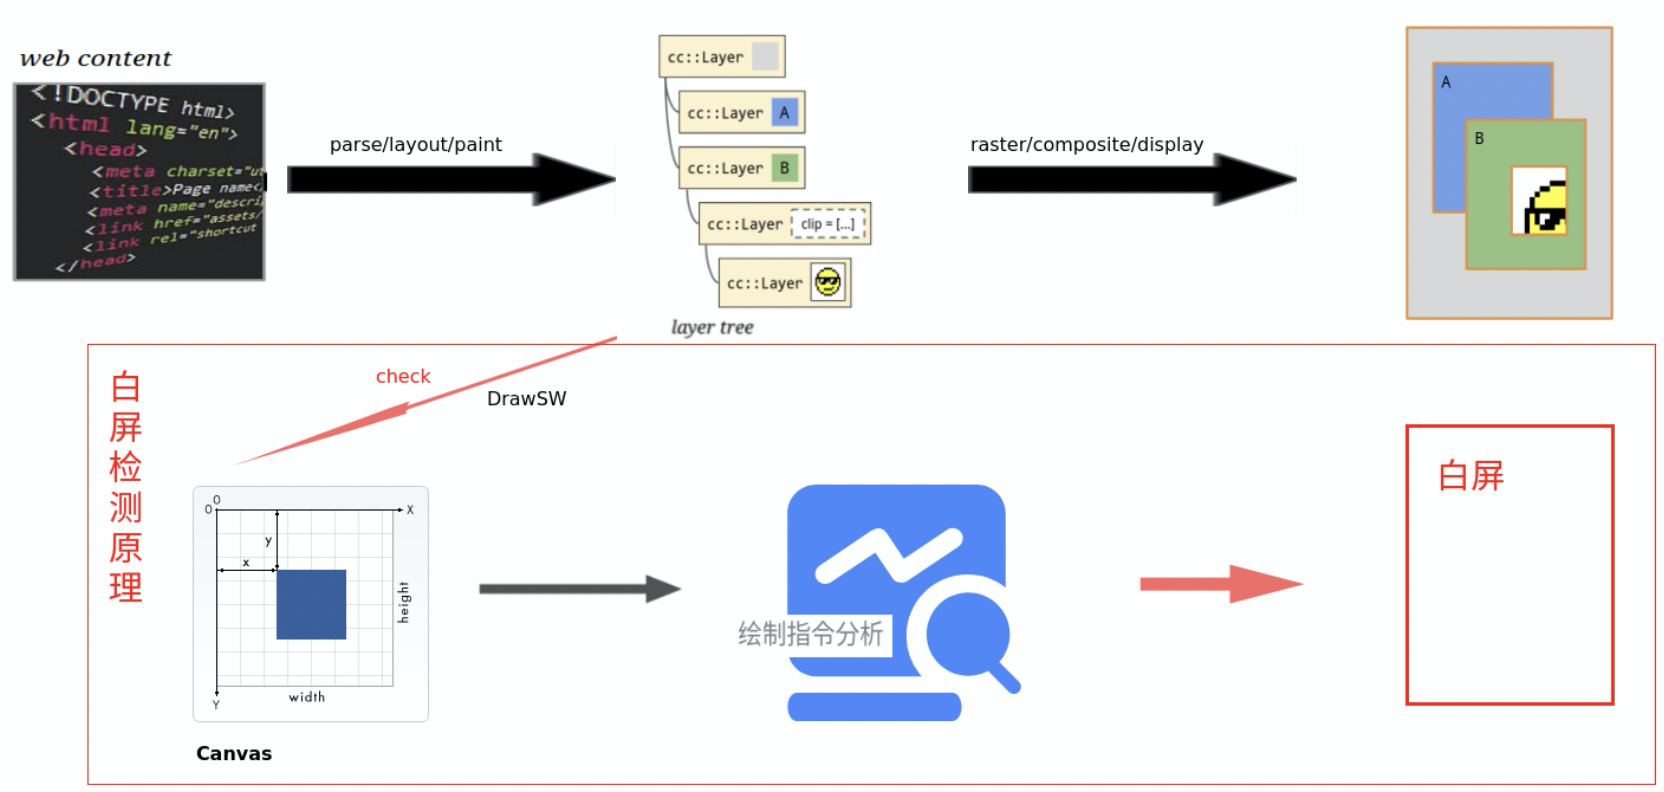 web content
<!DOCTYPE html>
<html lang="en">
<head>
<meta charset="ut
<title>Page name<
<meta name="descri
<link href="assets/
<link rel="shortcut
</head>
parse/layout/paint
cc::Layer
cc::Layer A
cc::Layer B
cc::Layer clip = [...]
cc::Layer
layer tree
raster/composite/display
A
B
白屏检测原理
check
DrawSW
0
0
X
y
x
height
width
Y
Canvas
绘制指令分析
白屏